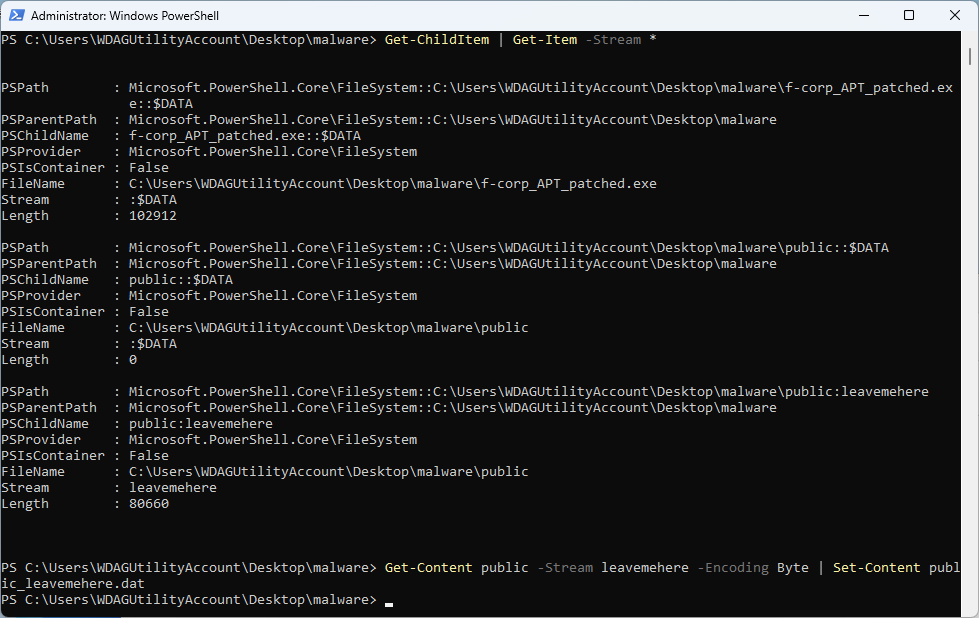 Administrator: Windows PowerShell
PS C:\Users\WDAGUtilityAccount\Desktop\malware> Get-ChildItem | Get-Item -Stream *
PSPath        : Microsoft.PowerShell.Core\FileSystem::C:\Users\WDAGUtilityAccount\Desktop\malware\f-corp_APT_patched.ex
                e::$DATA
PSParentPath  : Microsoft.PowerShell.Core\FileSystem::C:\Users\WDAGUtilityAccount\Desktop\malware
PSChildName   : f-corp_APT_patched.exe::$DATA
PSProvider    : Microsoft.PowerShell.Core\FileSystem
PSIsContainer : False
FileName      : C:\Users\WDAGUtilityAccount\Desktop\malware\f-corp_APT_patched.exe
Stream        : :$DATA
Length        : 102912
PSPath        : Microsoft.PowerShell.Core\FileSystem::C:\Users\WDAGUtilityAccount\Desktop\malware\public::$DATA
PSParentPath  : Microsoft.PowerShell.Core\FileSystem::C:\Users\WDAGUtilityAccount\Desktop\malware
PSChildName   : public::$DATA
PSProvider    : Microsoft.PowerShell.Core\FileSystem
PSIsContainer : False
FileName      : C:\Users\WDAGUtilityAccount\Desktop\malware\public
Stream        : :$DATA
Length        : 0
PSPath        : Microsoft.PowerShell.Core\FileSystem::C:\Users\WDAGUtilityAccount\Desktop\malware\public:leavemehere
PSParentPath  : Microsoft.PowerShell.Core\FileSystem::C:\Users\WDAGUtilityAccount\Desktop\malware
PSChildName   : public:leavemehere
PSProvider    : Microsoft.PowerShell.Core\FileSystem
PSIsContainer : False
FileName      : C:\Users\WDAGUtilityAccount\Desktop\malware\public
Stream        : leavemehere
Length        : 80660
PS C:\Users\WDAGUtilityAccount\Desktop\malware> Get-Content public -Stream leavemehere -Encoding Byte | Set-Content publ
ic_leavemehere.dat
PS C:\Users\WDAGUtilityAccount\Desktop\malware>